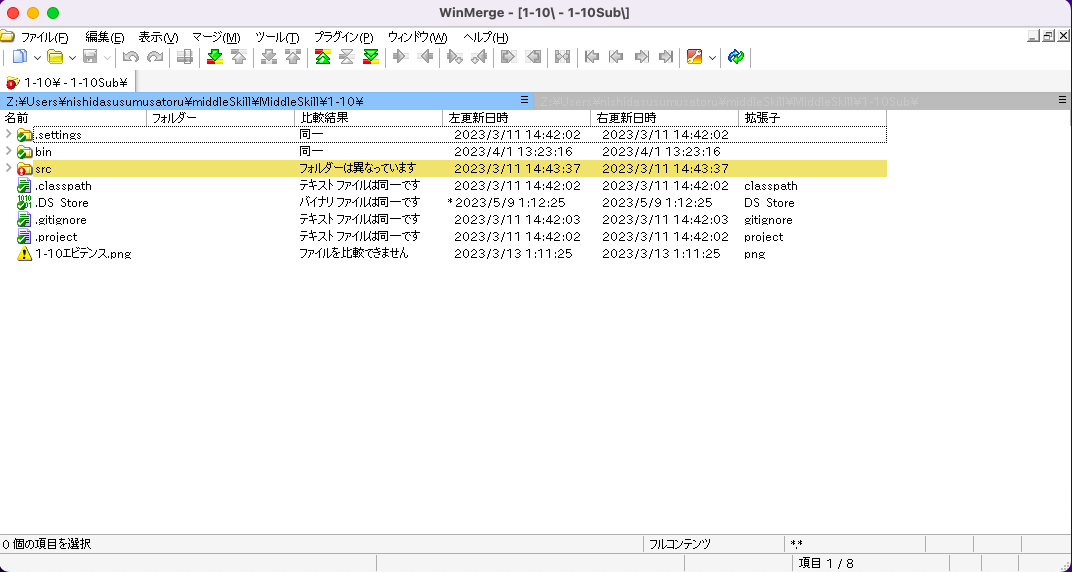 WinMerge - [1-10\ - 1-10Sub\]
ファイル(F) 編集(E) 表示(V) マージ(M) ツール(T) プラグイン(P) ウィンドウ(W) ヘルプ(H)
1-10¥ - 1-10Sub¥
Z:¥Users¥nishidasusumusatoru¥middleSkill¥MiddleSkill¥1-10¥ Z:¥Users¥nishidasusumusatoru¥middleSkill¥MiddleSkill¥1-10Sub¥
名前 フォルダー 比較結果 左更新日時 右更新日時 拡張子
.settings 同一 2023/3/11 14:42:02 2023/3/11 14:42:02
bin 同一 2023/4/1 13:23:16 2023/4/1 13:23:16
src フォルダーは異なっています 2023/3/11 14:43:37 2023/3/11 14:43:37
.classpath テキスト ファイルは同一です 2023/3/11 14:42:02 2023/3/11 14:42:02 classpath
.DS_Store バイナリ ファイルは同一です *2023/5/9 1:12:25 2023/5/9 1:12:25 DS_Store
.gitignore テキスト ファイルは同一です 2023/3/11 14:42:03 2023/3/11 14:42:03 gitignore
.project テキスト ファイルは同一です 2023/3/11 14:42:02 2023/3/11 14:42:02 project
1-10エビデンス.png ファイルを比較できません 2023/3/13 1:11:25 2023/3/13 1:11:25 png
0 個の項目を選択 フルコンテンツ *.*
項目 1 / 8